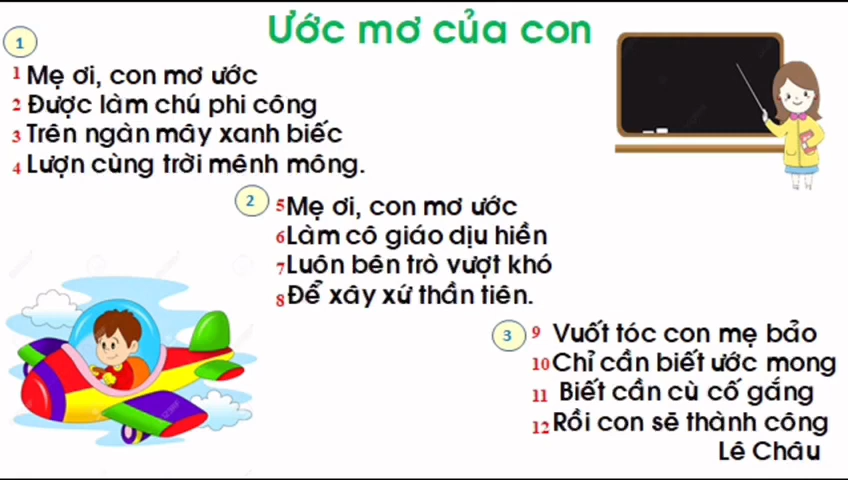 Ước mơ của con
1
1 Mẹ ơi, con mơ ước
2 Được làm chú phi công
3 Trên ngàn mây xanh biếc
4 Lượn cùng trời mênh mông.
2
5 Mẹ ơi, con mơ ước
6 Làm cô giáo dịu hiền
7 Luôn bên trò vượt khó
8 Để xây xứ thần tiên.
3
9 Vuốt tóc con mẹ bảo
10 Chỉ cần biết ước mong
11 Biết cần cù cố gắng
12 Rồi con sẽ thành công
Lê Châu